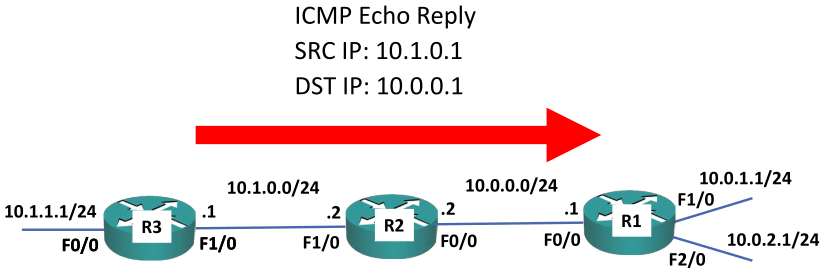 ICMP Echo Reply
SRC IP: 10.1.0.1
DST IP: 10.0.0.1
10.1.1.1/24
F0/0
R3
.1
F1/0
10.1.0.0/24
.2
F1/0
R2
.2
F0/0
10.0.0.0/24
.1
F0/0
R1
10.0.1.1/24
F1/0
10.0.2.1/24
F2/0